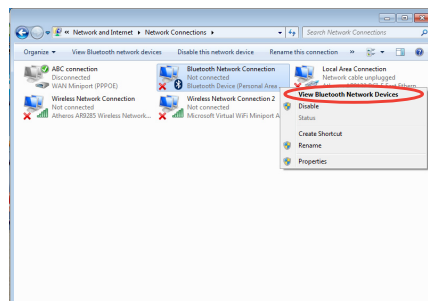 « Network and Internet ▸ Network Connections ▸
Search Network Connections
Organize ▾ View Bluetooth network devices Disable this network device Rename this connection »
ABC connection
Disconnected
WAN Miniport (PPPOE)
Bluetooth Network Connection
Not connected
Bluetooth Device (Personal Area ...
Local Area Connection
Network cable unplugged
Wireless Network Connection
Not connected
Atheros AR9285 Wireless Network...
Wireless Network Connection 2
Not connected
Microsoft Virtual WiFi Miniport A
View Bluetooth Network Devices
Disable
Status
Create Shortcut
Rename
Properties